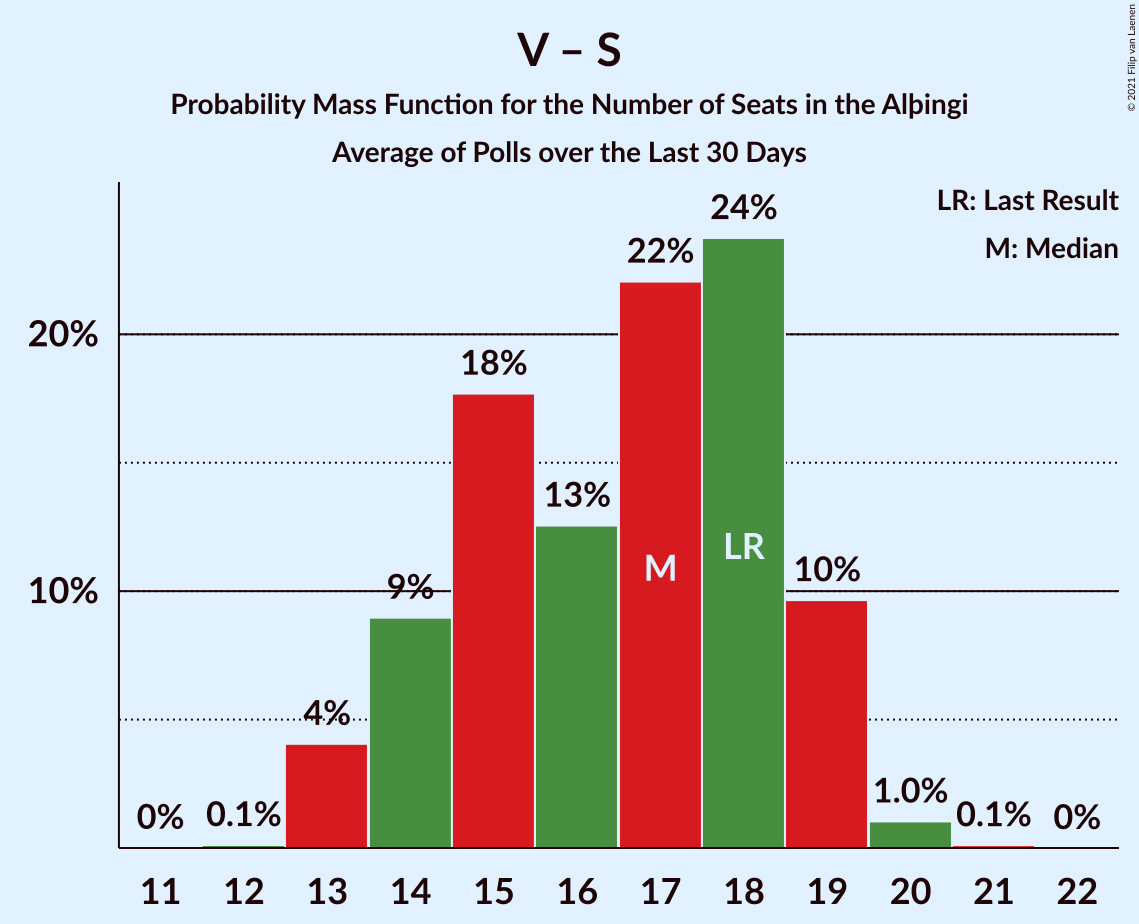 V – S
Probability Mass Function for the Number of Seats in the Alþingi
Average of Polls over the Last 30 Days
© 2021 Filip van Laenen
LR: Last Result
M: Median
20%
10%
0%
0.1%
4%
9%
18%
13%
22%
24%
10%
1.0%
0.1%
0%
M
LR
11 12 13 14 15 16 17 18 19 20 21 22